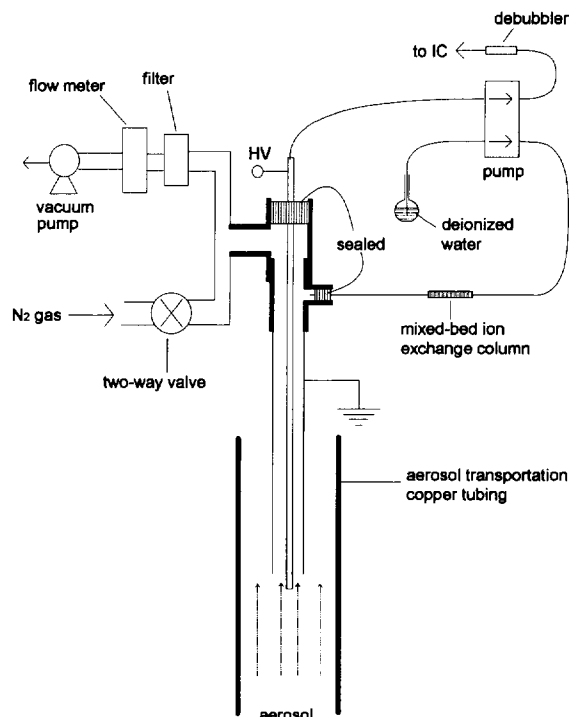 debubbler
to IC
filter
flow meter
HV
pump
vacuum
pump
sealed
deionized
water
N2 gas
mixed-bed ion
exchange column
two-way valve
aerosol transportation
copper tubing
aerosol